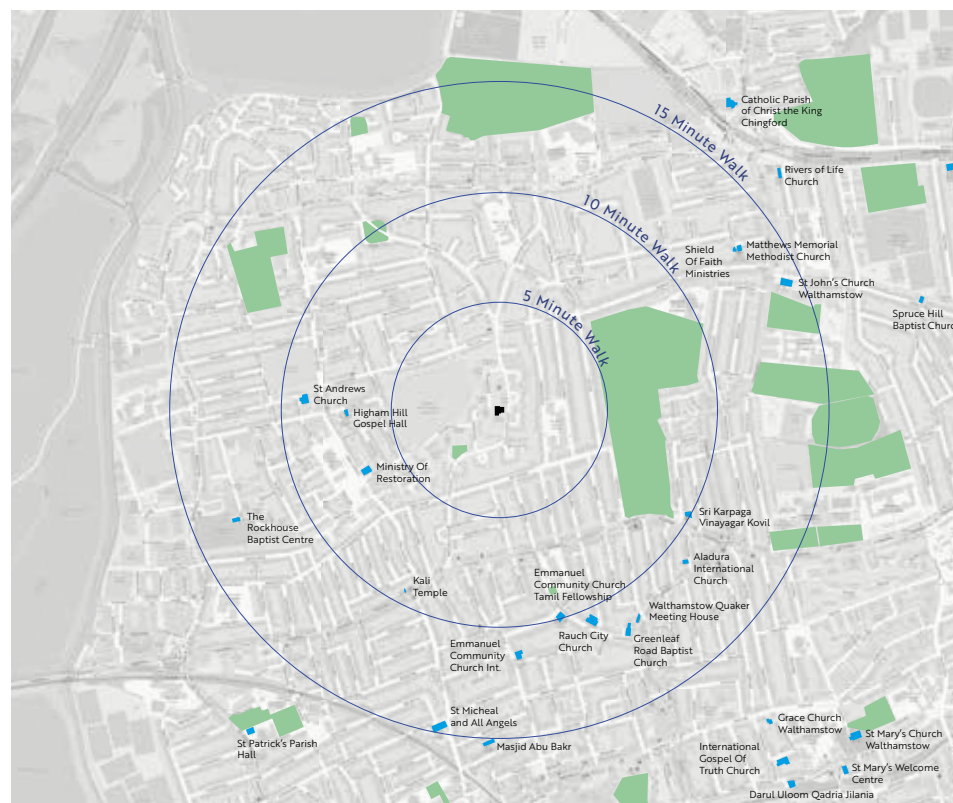 Catholic Parish
of Christ the King
Chingford
15 Minute Walk
Rivers of Life
Church
10 Minute Walk
Shield
Of Faith
Ministries
Matthews Memorial
Methodist Church
St John's Church
Walthamstow
Spruce Hill
Baptist Churc
5 Minute Walk
St Andrews
Church
Higham Hill
Gospel Hall
Ministry Of
Restoration
The
Rockhouse
Baptist Centre
Sri Karpaga
Vinayagar Kovil
Aladura
International
Church
Kali
Temple
Emmanuel
Community Church
Tamil Fellowship
Walthamstow Quaker
Meeting House
Rauch City
Church
Greenleaf
Road Baptist
Church
Emmanuel
Community
Church Int.
St Micheal
and All Angels
Masjid Abu Bakr
St Patrick's Parish
Hall
Grace Church
Walthamstow
St Mary's Church
Walthamstow
International
Gospel Of
Truth Church
St Mary's Welcome
Centre
Darul Uloom Qadria Jilania